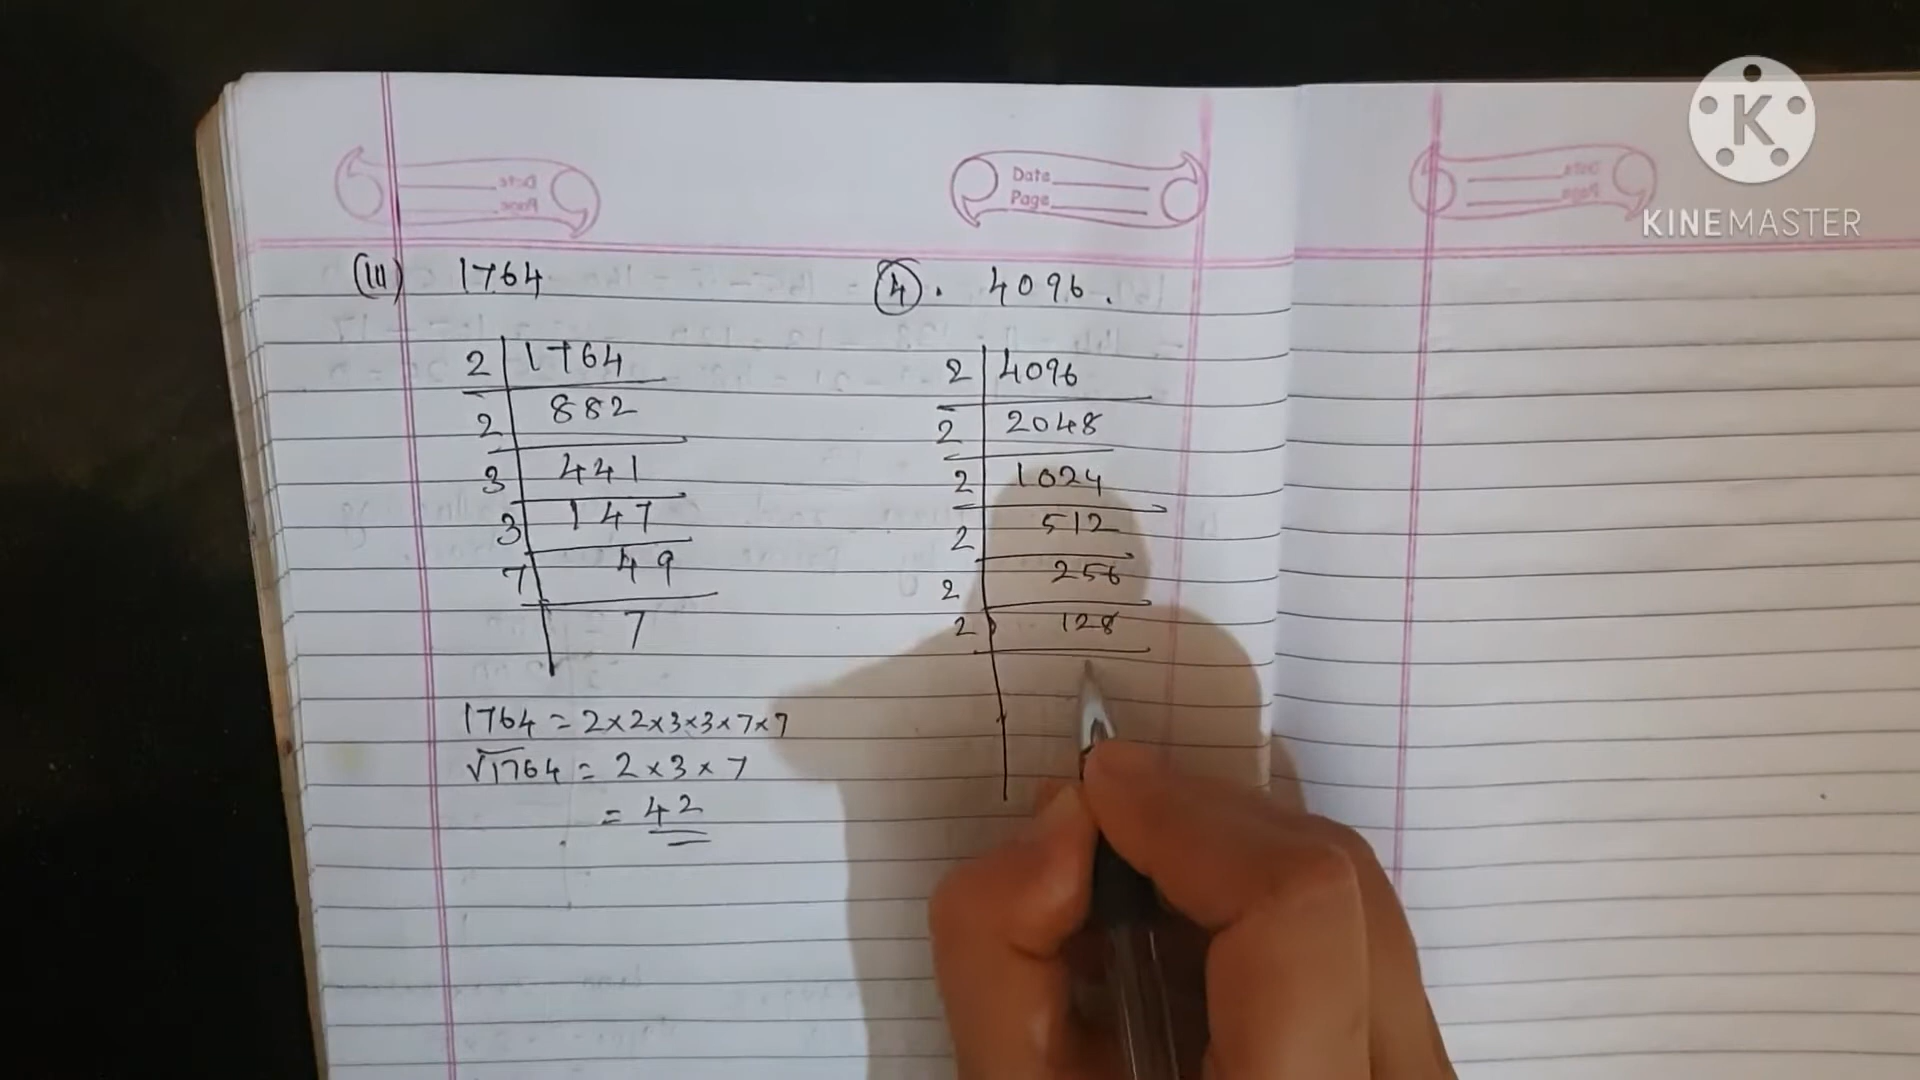 Date
Page
K
KINEMASTER
(iii) 1764
2 1764
2 882
3 441
3 147
7 49
7
1764 = 2×2×3×3×7×7
√1764 = 2×3×7
= 42
4. 4096.
2 4096
2 2048
2 1024
2 512
2 256
2 128